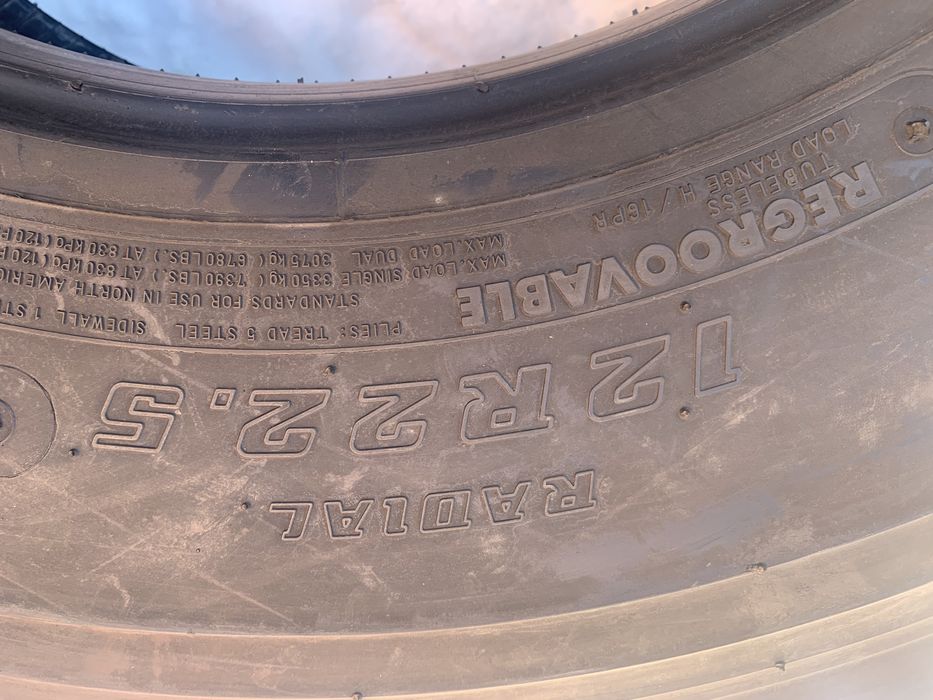 LOAD RANGE H / 16PR
TUBELESS
REGROOVABLE
MAX.LOAD DUAL 3075 kg ( 6780 LBS.) AT 830 kPa ( 120
MAX.LOAD SINGLE 3350 kg ( 7390 LBS.) AT 830 kPa ( 120
STANDARDS FOR USE IN NORTH AMERIC
PLIES: TREAD 5 STEEL SIDEWALL 1 ST
12R22.5
RADIAL